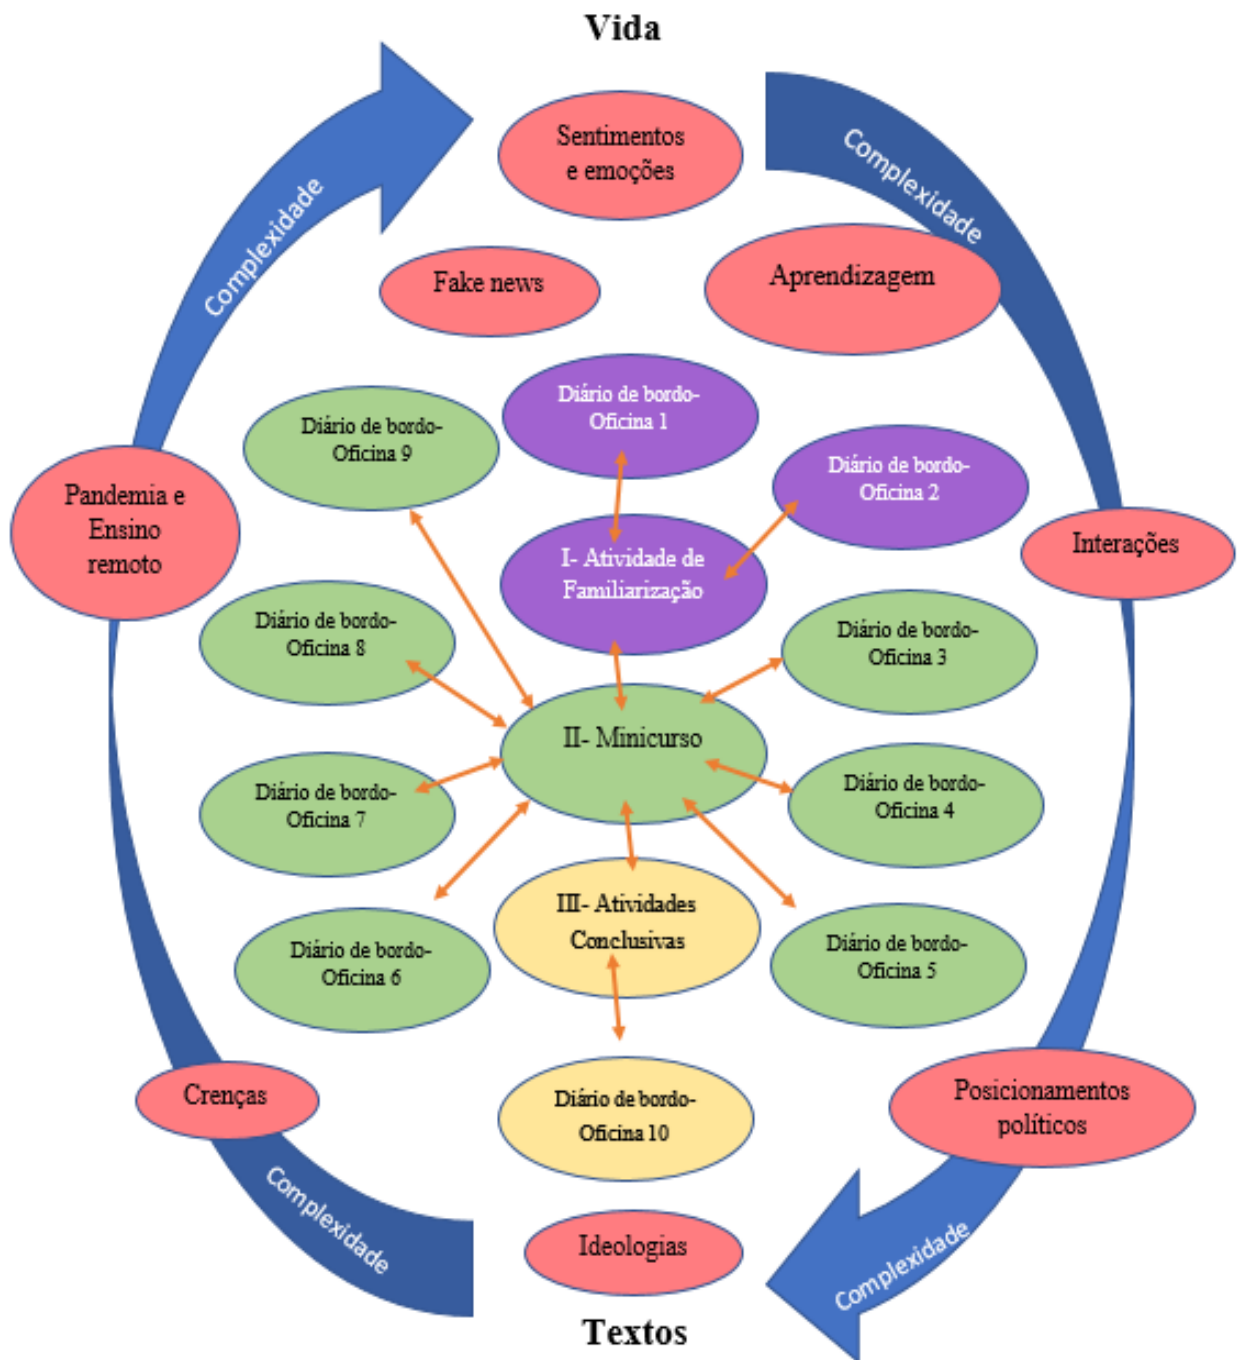 Vida
Sentimentos
e emoções
Complexidade
Complexidade
Fake news
Aprendizagem
Diário de bordo-
Oficina 1
Diário de bordo-
Oficina 9
Diário de bordo-
Oficina 2
Pandemia e
Ensino
remoto
I- Atividade de
Familiarização
Interações
Diário de bordo-
Oficina 8
Diário de bordo-
Oficina 3
II- Minicurso
Diário de bordo-
Oficina 7
Diário de bordo-
Oficina 4
III- Atividades
Conclusivas
Diário de bordo-
Oficina 6
Diário de bordo-
Oficina 5
Crenças
Diário de bordo-
Oficina 10
Posicionamentos
políticos
Complexidade
Complexidade
Ideologias
Textos